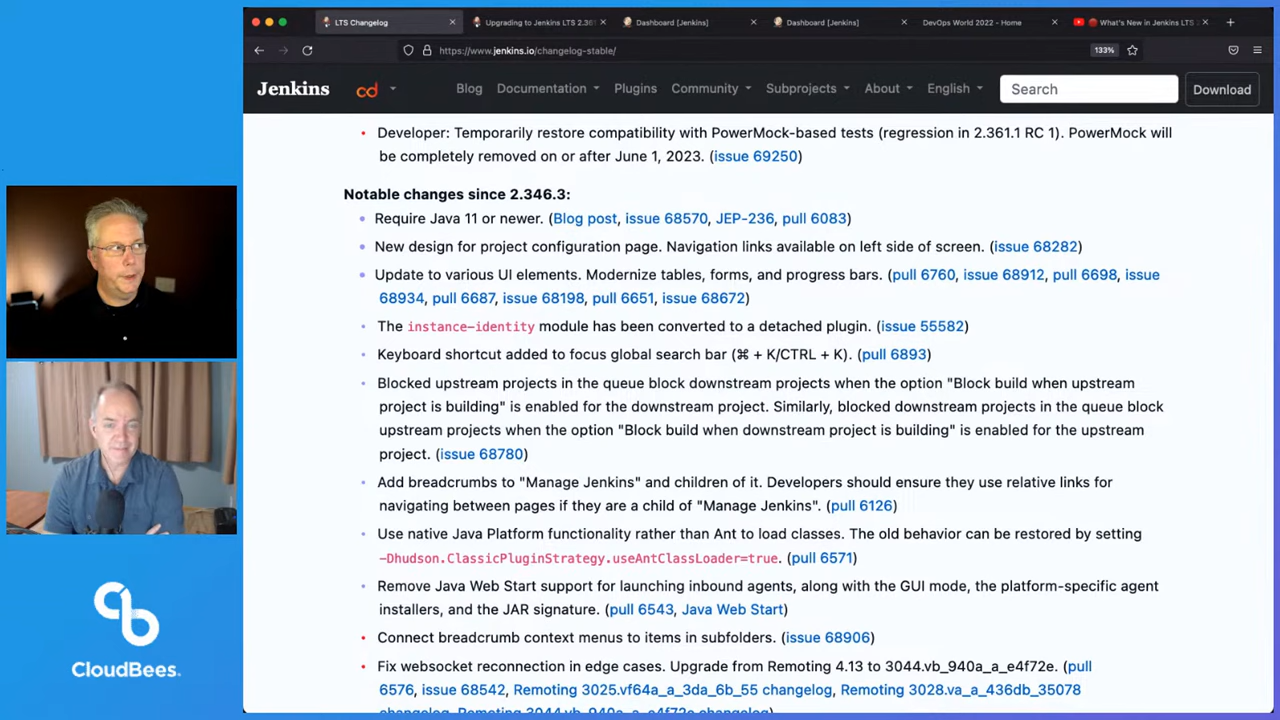 LTS Changelog
Upgrading to Jenkins LTS 2.361
Dashboard [Jenkins]
Dashboard [Jenkins]
DevOps World 2022 - Home
What's New in Jenkins LTS
https://www.jenkins.io/changelog-stable/
133%
Jenkins
cd
Blog
Documentation
Plugins
Community
Subprojects
About
English
Search
Download
Developer: Temporarily restore compatibility with PowerMock-based tests (regression in 2.361.1 RC 1). PowerMock will
be completely removed on or after June 1, 2023. (issue 69250)
Notable changes since 2.346.3:
Require Java 11 or newer. (Blog post, issue 68570, JEP-236, pull 6083)
New design for project configuration page. Navigation links available on left side of screen. (issue 68282)
Update to various UI elements. Modernize tables, forms, and progress bars. (pull 6760, issue 68912, pull 6698, issue
68934, pull 6687, issue 68198, pull 6651, issue 68672)
The instance-identity module has been converted to a detached plugin. (issue 55582)
Keyboard shortcut added to focus global search bar (⌘ + K/CTRL + K). (pull 6893)
Blocked upstream projects in the queue block downstream projects when the option "Block build when upstream
project is building" is enabled for the downstream project. Similarly, blocked downstream projects in the queue block
upstream projects when the option "Block build when downstream project is building" is enabled for the upstream
project. (issue 68780)
Add breadcrumbs to "Manage Jenkins" and children of it. Developers should ensure they use relative links for
navigating between pages if they are a child of "Manage Jenkins". (pull 6126)
Use native Java Platform functionality rather than Ant to load classes. The old behavior can be restored by setting
-Dhudson.ClassicPluginStrategy.useAntClassLoader=true. (pull 6571)
Remove Java Web Start support for launching inbound agents, along with the GUI mode, the platform-specific agent
installers, and the JAR signature. (pull 6543, Java Web Start)
Connect breadcrumb context menus to items in subfolders. (issue 68906)
Fix websocket reconnection in edge cases. Upgrade from Remoting 4.13 to 3044.vb_940a_a_e4f72e. (pull
6576, issue 68542, Remoting 3025.vf64a_a_3da_6b_55 changelog, Remoting 3028.va_a_436db_35078
changelog, Remoting 3044.vb_940a_a_e4f72e changelog)
CloudBees.